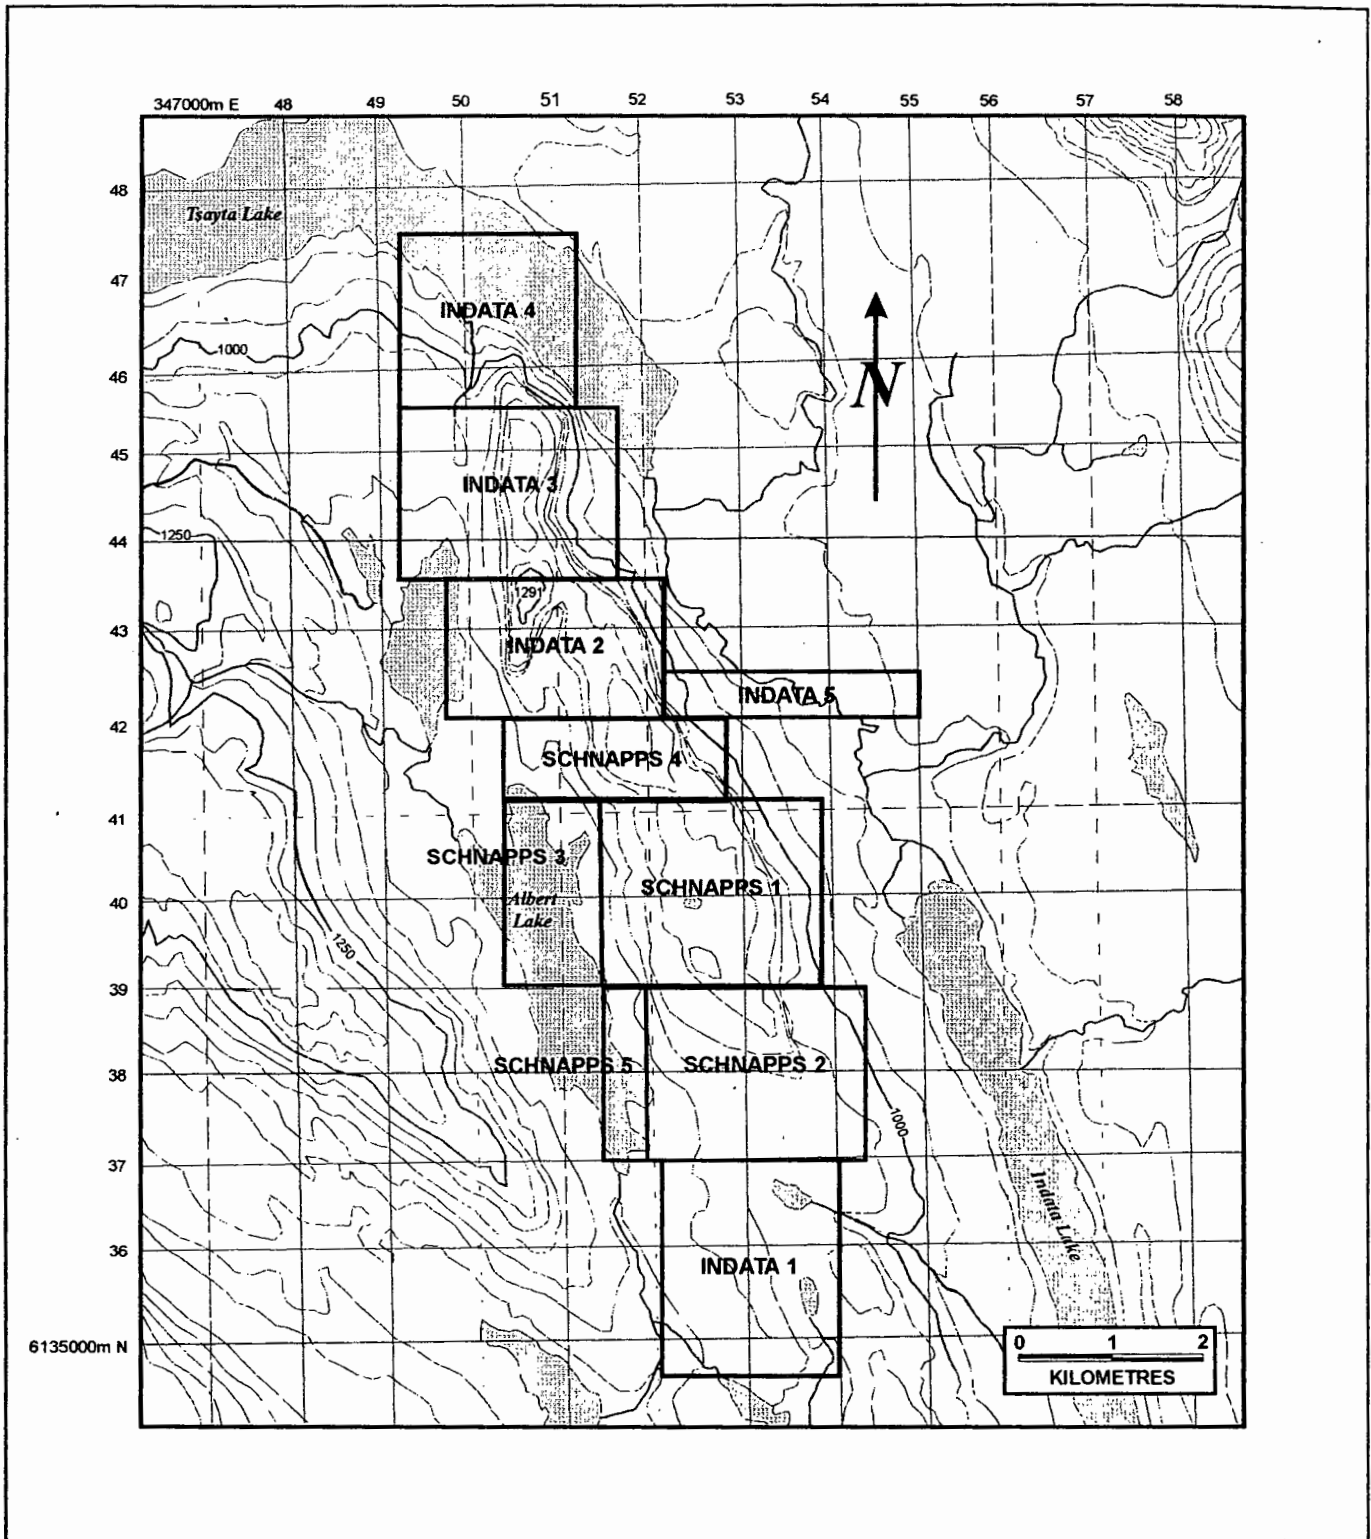 347000m E 48 49 50 51 52 53 54 55 56 57 58
48
Tsayta Lake
47
INDATA 4
1000
46
N
45
INDATA 3
1250
44
1291
43
INDATA 2
INDATA 5
42
SCHNAPPS 4
41
SCHNAPPS 3
SCHNAPPS 1
40
Albert
Lake
1250
39
SCHNAPPS 5
SCHNAPPS 2
38
1000
37
Indata Lake
36
INDATA 1
6135000m N
0 1 2
KILOMETRES